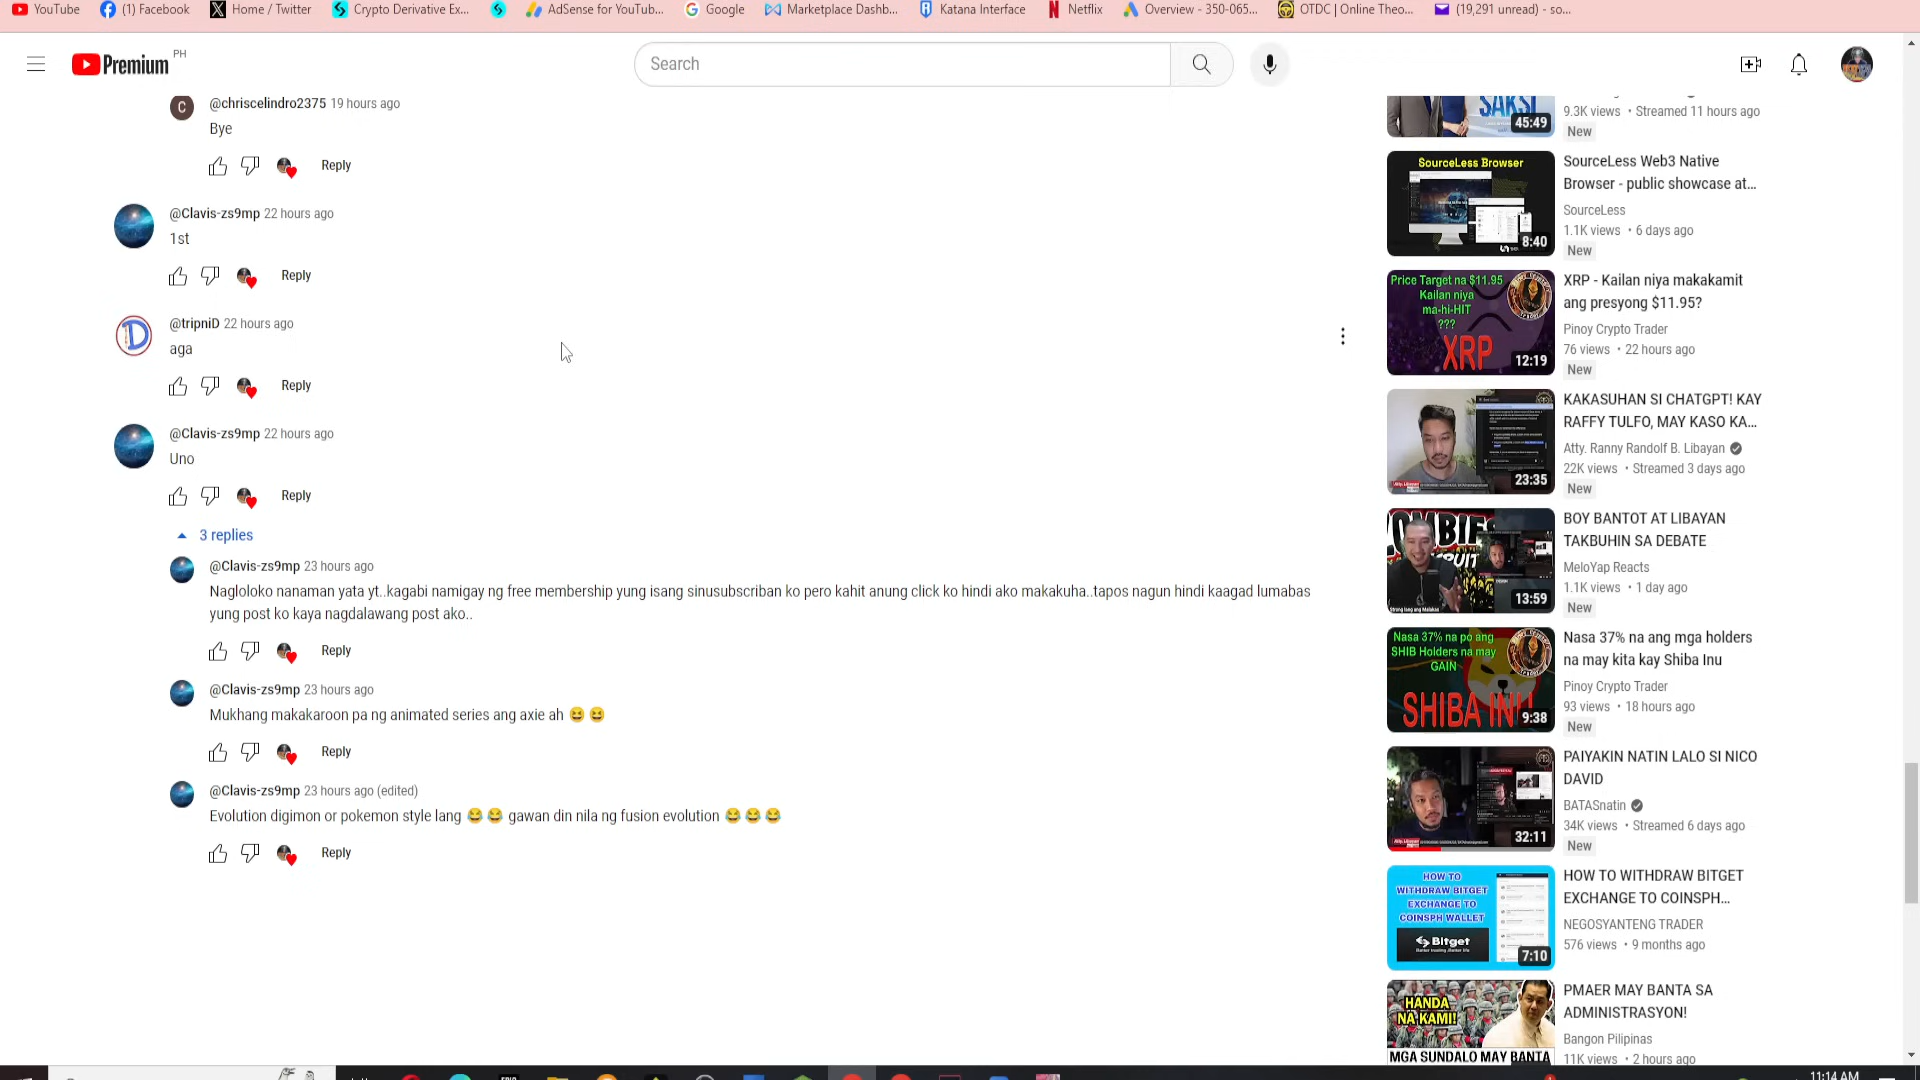 YouTube
(1) Facebook
Home / Twitter
Crypto Derivative Ex...
AdSense for YouTub...
Google
Marketplace Dashb...
Katana Interface
Netflix
Overview - 350-065...
OTDC | Online Theo...
(19,291 unread) - so...
Premium PH
Search
@chriscelindro2375 19 hours ago
Bye
Reply
@Clavis-zs9mp 22 hours ago
1st
Reply
@tripniD 22 hours ago
aga
Reply
@Clavis-zs9mp 22 hours ago
Uno
Reply
3 replies
@Clavis-zs9mp 23 hours ago
Nagloloko nanaman yata yt..kagabi namigay ng free membership yung isang sinusubscriban ko pero kahit anung click ko hindi ako makakuha..tapos nagun hindi kaagad lumabas
yung post ko kaya nagdalawang post ako..
Reply
@Clavis-zs9mp 23 hours ago
Mukhang makakaroon pa ng animated series ang axie ah 😆 😆
Reply
@Clavis-zs9mp 23 hours ago (edited)
Evolution digimon or pokemon style lang 😂 😂 gawan din nila ng fusion evolution 😂 😂 😂
Reply
SAKSI
45:49
9.3K views • Streamed 11 hours ago
New
SourceLess Browser
8:40
SourceLess Web3 Native
Browser - public showcase at...
SourceLess
1.1K views • 6 days ago
New
Price Target na $11.95
Kailan niya
ma-hi-HIT
???
XRP
12:19
XRP - Kailan niya makakamit
ang presyong $11.95?
Pinoy Crypto Trader
76 views • 22 hours ago
New
23:35
KAKASUHAN SI CHATGPT! KAY
RAFFY TULFO, MAY KASO KA...
Atty. Ranny Randolf B. Libayan
22K views • Streamed 3 days ago
New
13:59
BOY BANTOT AT LIBAYAN
TAKBUHIN SA DEBATE
MeloYap Reacts
1.1K views • 1 day ago
New
Nasa 37% na po ang
SHIB Holders na may
GAIN
SHIBA INU
9:38
Nasa 37% na ang mga holders
na may kita kay Shiba Inu
Pinoy Crypto Trader
93 views • 18 hours ago
New
32:11
PAIYAKIN NATIN LALO SI NICO
DAVID
BATASnatin
34K views • Streamed 6 days ago
New
HOW TO
WITHDRAW BITGET
EXCHANGE TO
COINSPH WALLET
Bitget
7:10
HOW TO WITHDRAW BITGET
EXCHANGE TO COINSPH...
NEGOSYANTENG TRADER
576 views • 9 months ago
HANDA
NA KAMI!
MGA SUNDALO MAY BANTA
PMAER MAY BANTA SA
ADMINISTRASYON!
Bangon Pilipinas
11K views • 2 hours ago
11:14 AM